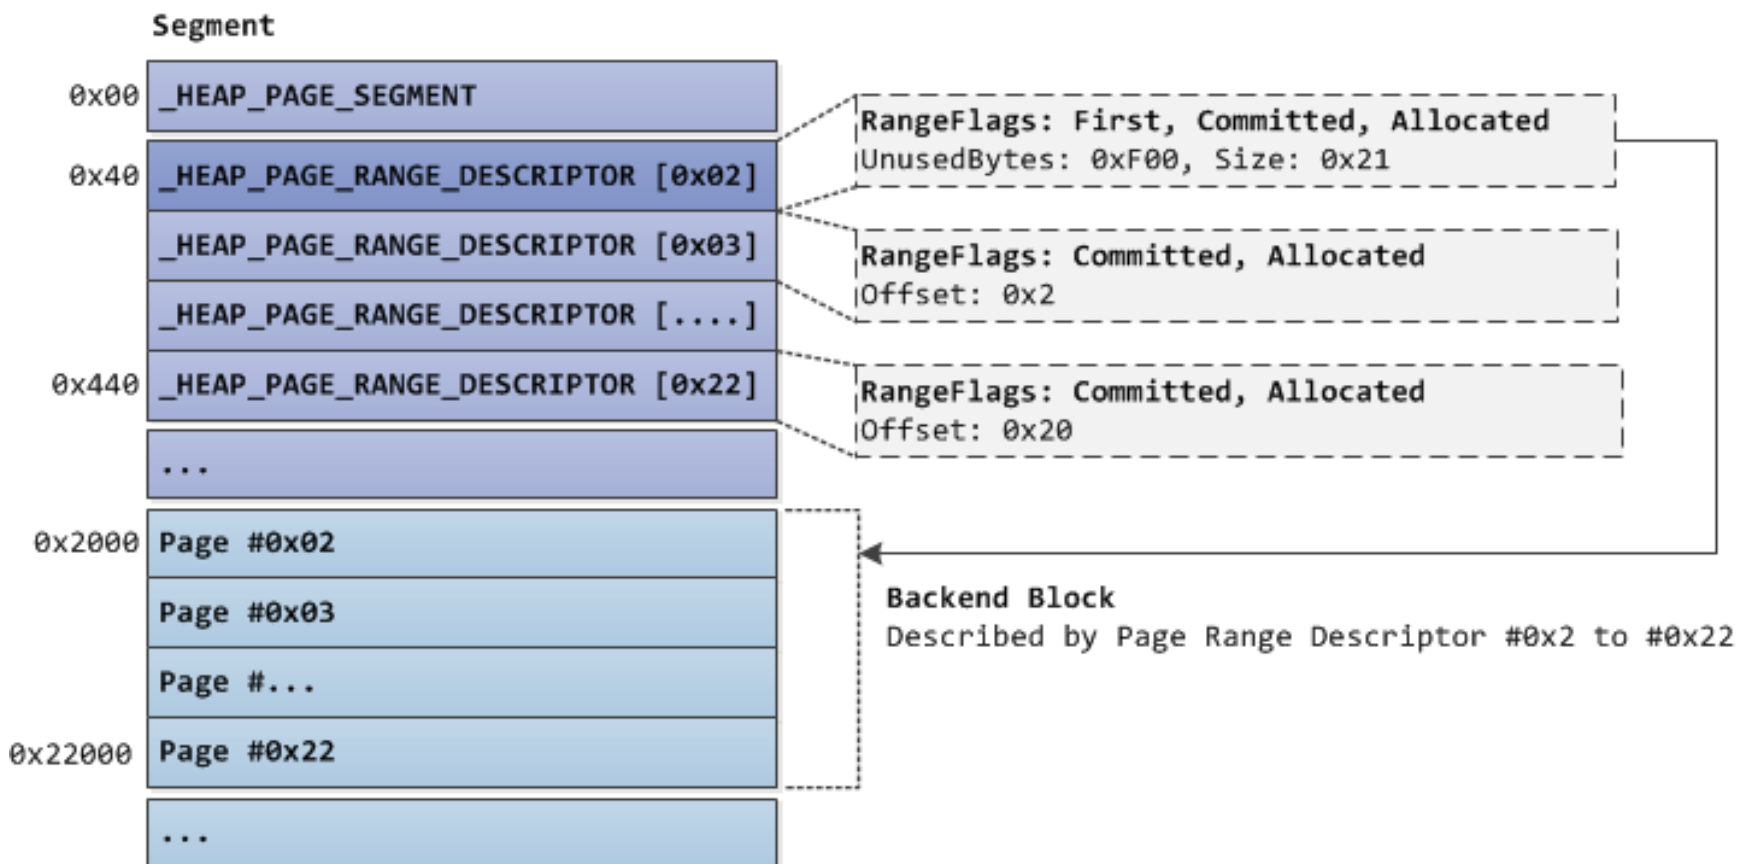 Segment
0x00 _HEAP_PAGE_SEGMENT
RangeFlags: First, Committed, Allocated
UnusedBytes: 0xF00, Size: 0x21
0x40 _HEAP_PAGE_RANGE_DESCRIPTOR [0x02]
_HEAP_PAGE_RANGE_DESCRIPTOR [0x03]
RangeFlags: Committed, Allocated
Offset: 0x2
_HEAP_PAGE_RANGE_DESCRIPTOR [....]
0x440 _HEAP_PAGE_RANGE_DESCRIPTOR [0x22]
RangeFlags: Committed, Allocated
Offset: 0x20
...
0x2000 Page #0x02
Page #0x03
Backend Block
Described by Page Range Descriptor #0x2 to #0x22
Page #...
0x22000 Page #0x22
...